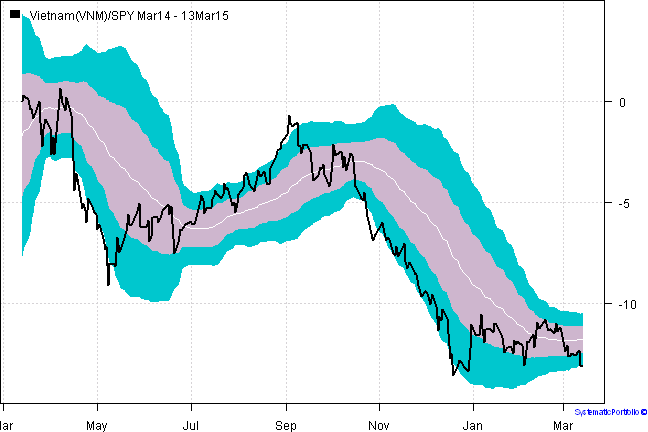 Vietnam(VNM)/SPY Mar14 - 13Mar15
0
-5
-10
Mar May Jul Sep Nov Jan Mar
SystematicPortfolio ©